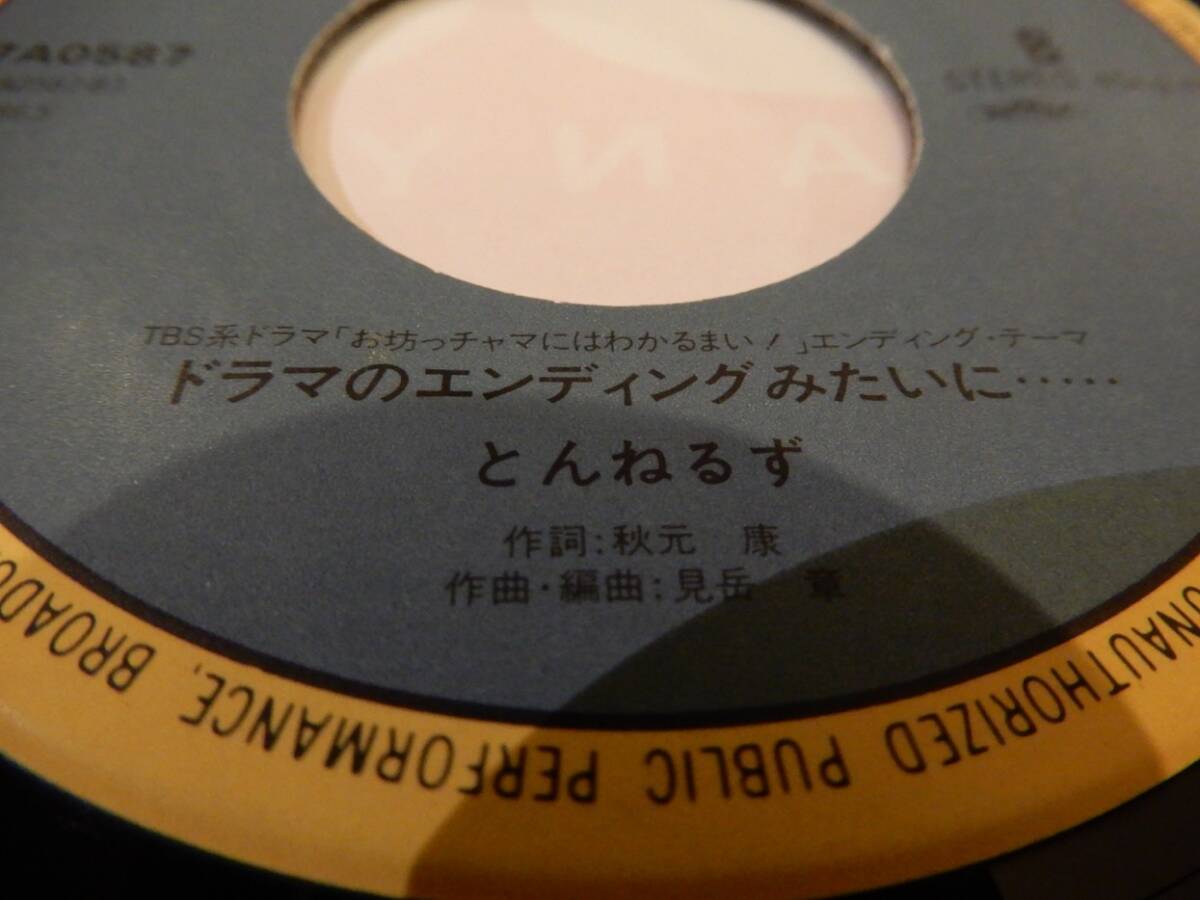 7A0587
STEREO
A N Y
TBS系ドラマ「お坊っチャマにはわかるまい！」エンディング・テーマ
ドラマのエンディングみたいに……
とんねるず
作詞:秋元 康
作曲・編曲:見岳 章
UNAUTHORIZED PUBLIC PERFORMANCE, BROAD